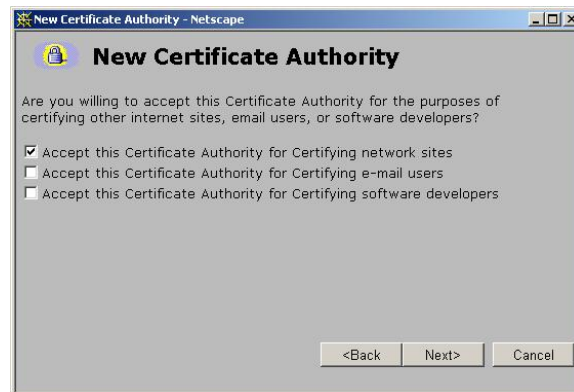 New Certificate Authority - Netscape
New Certificate Authority
Are you willing to accept this Certificate Authority for the purposes of
certifying other internet sites, email users, or software developers?
Accept this Certificate Authority for Certifying network sites
Accept this Certificate Authority for Certifying e-mail users
Accept this Certificate Authority for Certifying software developers
<Back Next> Cancel